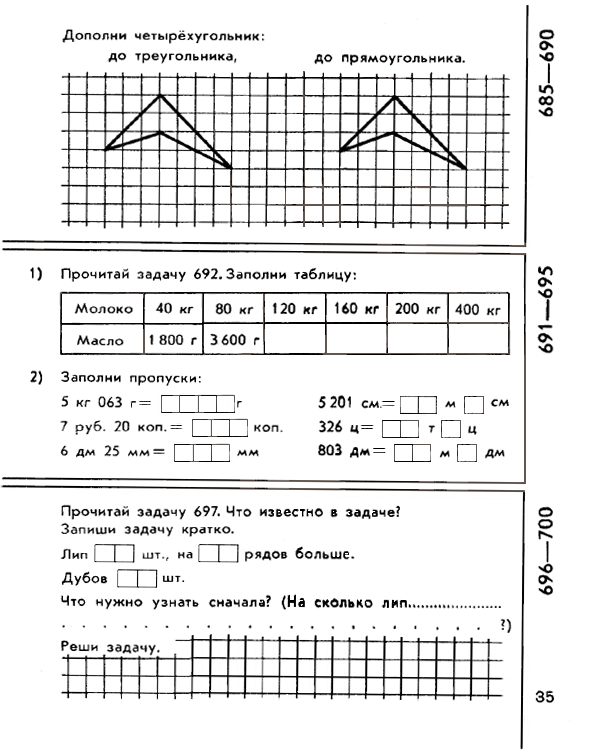 Дополни четырёхугольник:
до треугольника, до прямоугольника.
685—690
1) Прочитай задачу 692. Заполни таблицу:
Молоко 40 кг 80 кг 120 кг 160 кг 200 кг 400 кг
Масло 1 800 г 3 600 г
2) Заполни пропуски:
5 кг 063 г = г 5 201 см = м см
7 руб. 20 коп. = коп. 326 ц = т ц
6 дм 25 мм = мм 803 дм = м дм
691—695
Прочитай задачу 697. Что известно в задаче?
Запиши задачу кратко.
Лип шт., на рядов больше.
Дубов шт.
Что нужно узнать сначала? (На сколько лип......................
. . . . . . . . . . . . . . . . . . . . . . ?)
Реши задачу.
696—700
35